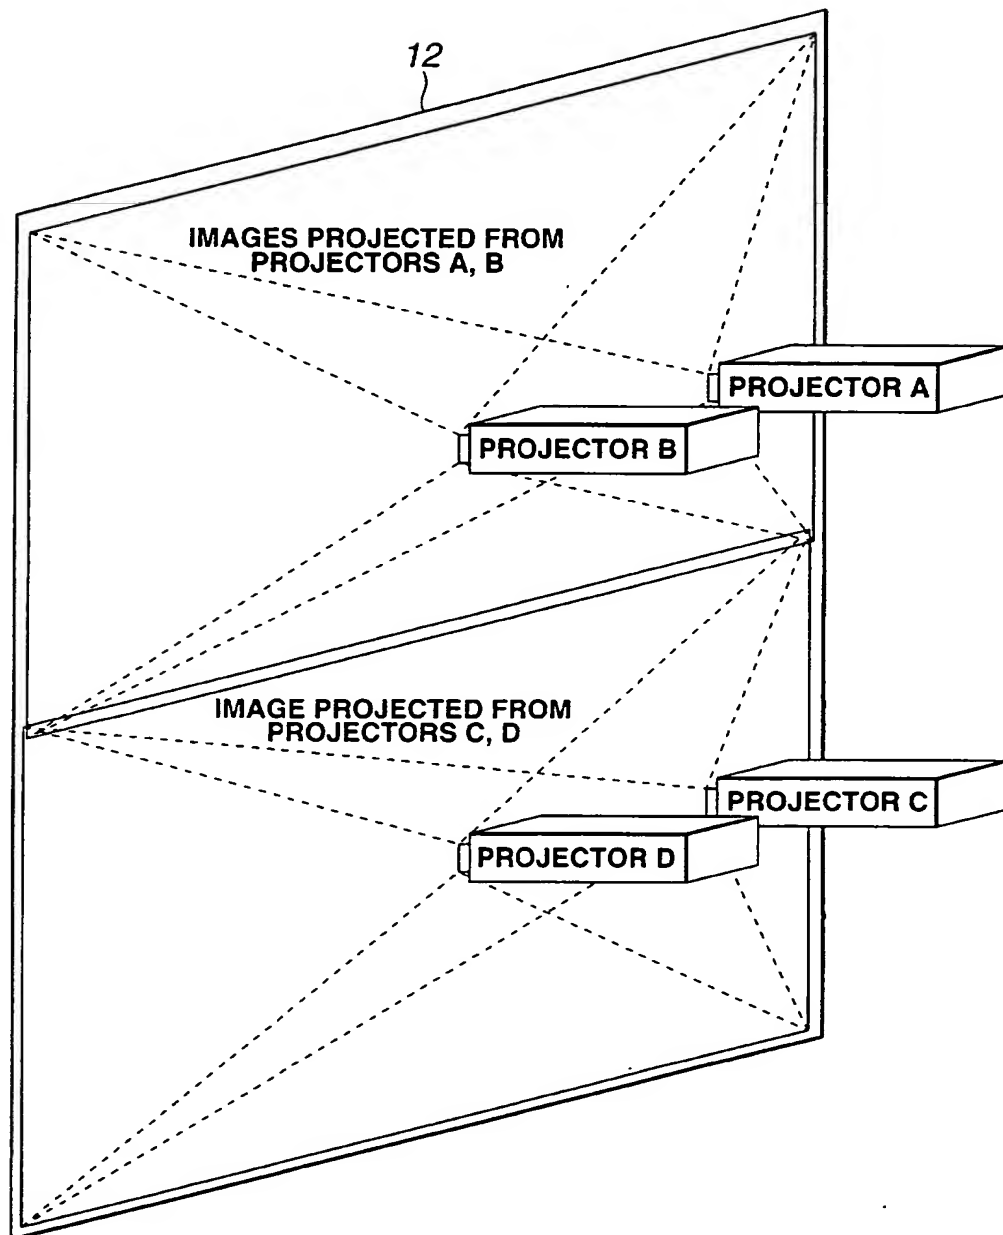 12
IMAGES PROJECTED FROM
PROJECTORS A, B
PROJECTOR A
PROJECTOR B
IMAGE PROJECTED FROM
PROJECTORS C, D
PROJECTOR C
PROJECTOR D